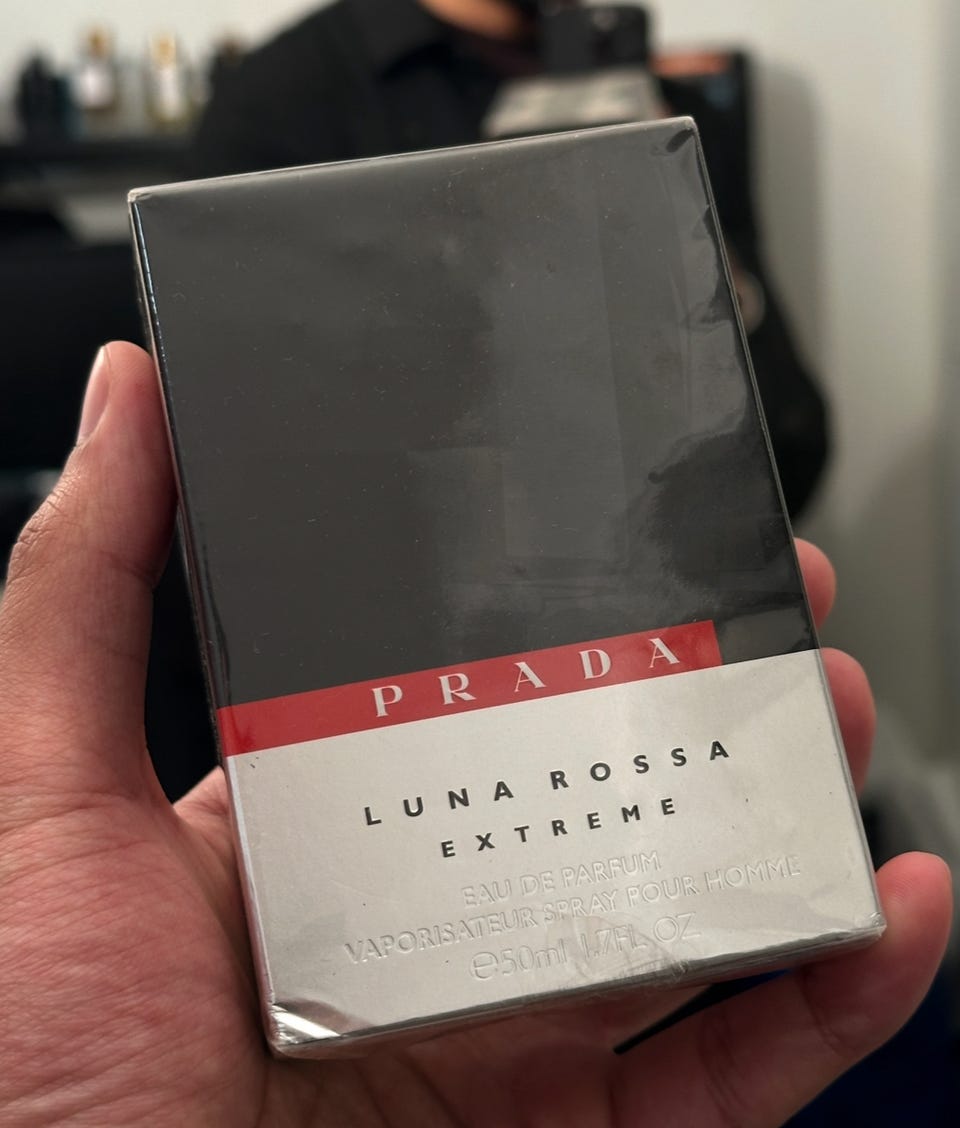 PRADA
LUNA ROSSA
EXTREME
EAU DE PARFUM
VAPORISATEUR SPRAY POUR HOMME
℮50ml 1.7FL. OZ